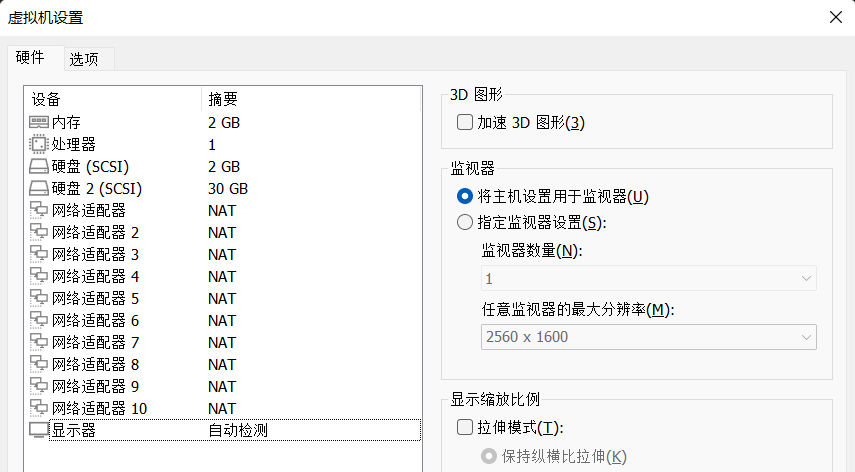 虚拟机设置
硬件 选项
设备 摘要
内存 2 GB
处理器 1
硬盘 (SCSI) 2 GB
硬盘 2 (SCSI) 30 GB
网络适配器 NAT
网络适配器 2 NAT
网络适配器 3 NAT
网络适配器 4 NAT
网络适配器 5 NAT
网络适配器 6 NAT
网络适配器 7 NAT
网络适配器 8 NAT
网络适配器 9 NAT
网络适配器 10 NAT
显示器 自动检测
3D 图形
加速 3D 图形(3)
监视器
将主机设置用于监视器(U)
指定监视器设置(S):
监视器数量(N):
1
任意监视器的最大分辨率(M):
2560 x 1600
显示缩放比例
拉伸模式(T):
保持纵横比拉伸(K)